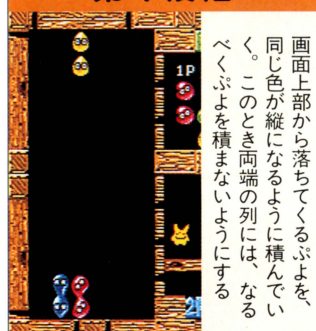 画面上部から落ちてくるぷよを、
同じ色が縦になるように積んでい
く。このとき両端の列には、なる
べくぷよを積まないようにする
1P